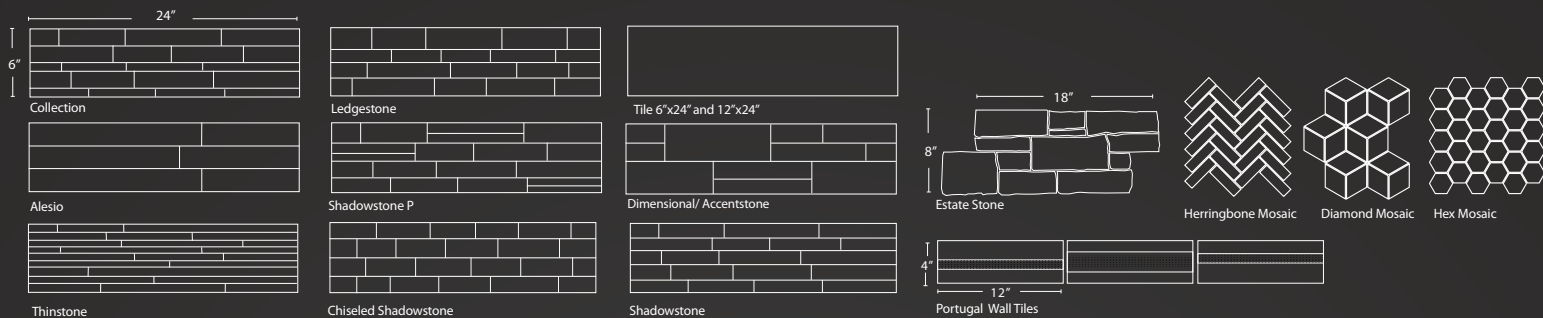 24”
6”
Collection
Ledgestone
Tile 6”x24” and 12”x24”
18”
8”
Alesio
Shadowstone P
Dimensional/ Accentstone
Estate Stone
Herringbone Mosaic
Diamond Mosaic
Hex Mosaic
4”
12”
Thinstone
Chiseled Shadowstone
Shadowstone
Portugal Wall Tiles